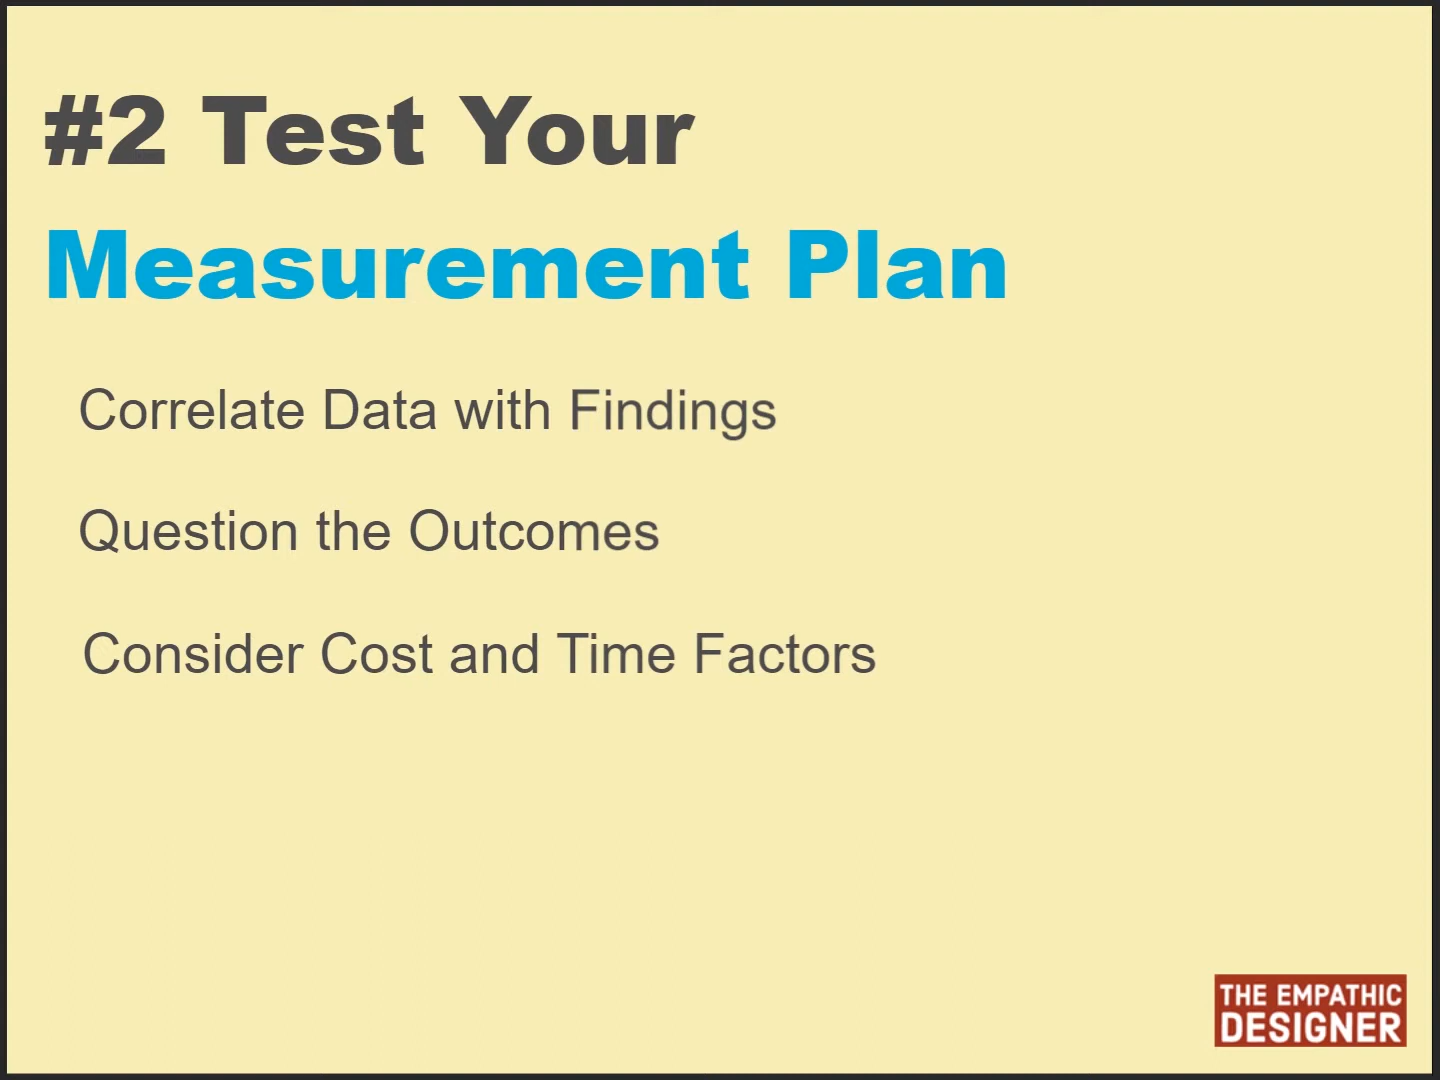 #2 Test Your
Measurement Plan
Correlate Data with Findings
Question the Outcomes
Consider Cost and Time Factors
THE EMPATHIC
DESIGNER